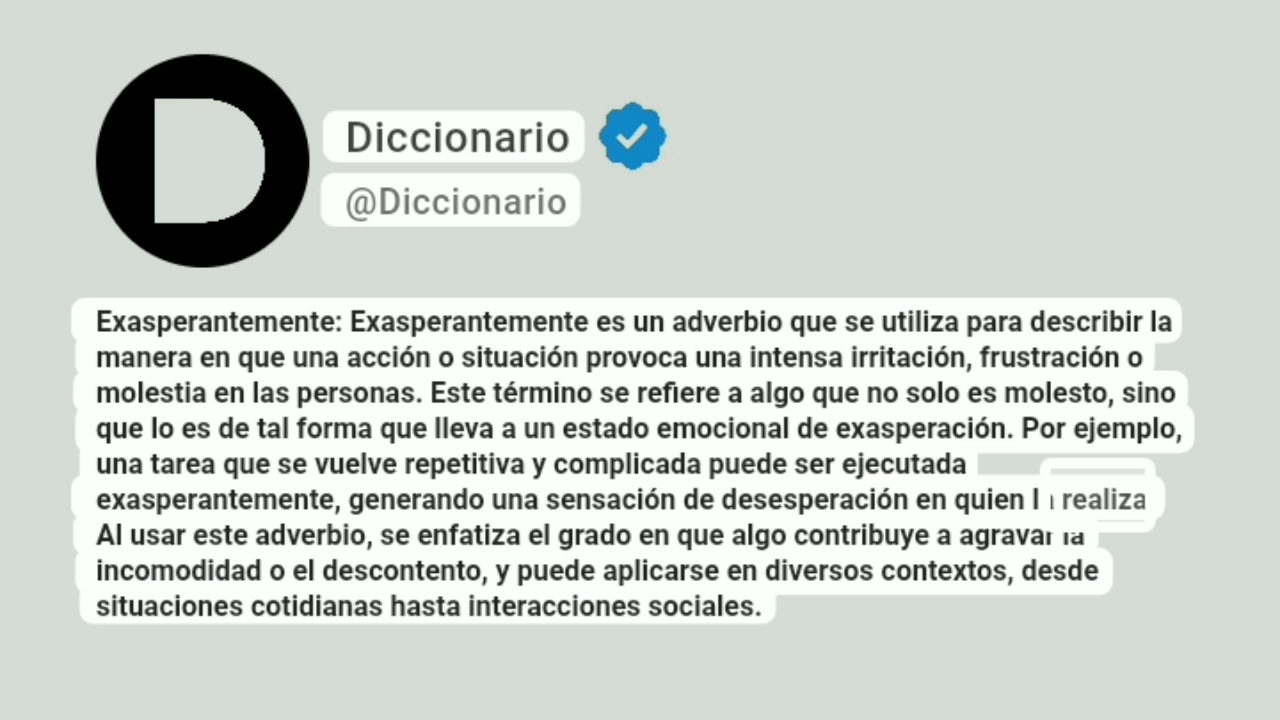 D
Diccionario
@Diccionario
Exasperantemente: Exasperantemente es un adverbio que se utiliza para describir la
manera en que una acción o situación provoca una intensa irritación, frustración o
molestia en las personas. Este término se refiere a algo que no solo es molesto, sino
que lo es de tal forma que lleva a un estado emocional de exasperación. Por ejemplo,
una tarea que se vuelve repetitiva y complicada puede ser ejecutada
exasperantemente, generando una sensación de desesperación en quien la realiza
Al usar este adverbio, se enfatiza el grado en que algo contribuye a agravar la
incomodidad o el descontento, y puede aplicarse en diversos contextos, desde
situaciones cotidianas hasta interacciones sociales.